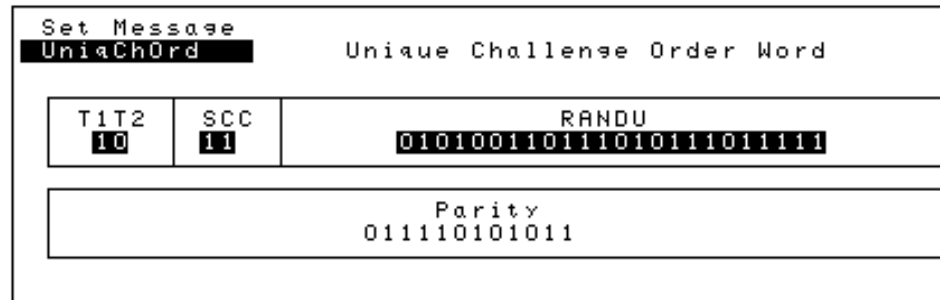 Set Message
UniqChOrd
Unique Challenge Order Word
T1T2 SCC RANDU
10 11 010100110111010111011111
Parity
011110101011